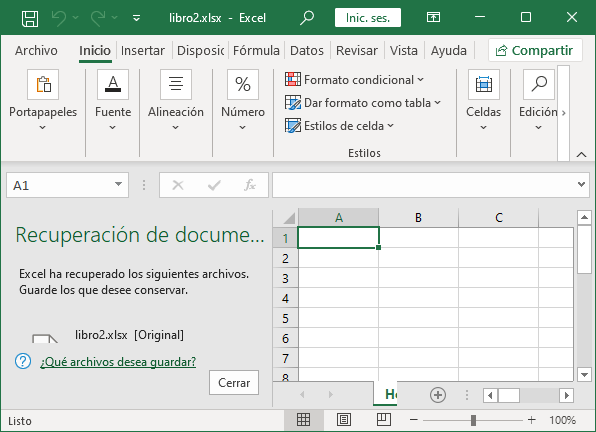 libro2.xlsx - Excel
Inic. ses.
Archivo Inicio Insertar Disposic Fórmula Datos Revisar Vista Ayuda Compartir
Portapapeles
Fuente
Alineación
Número
Formato condicional
Dar formato como tabla
Estilos de celda
Estilos
Celdas
Edición
A1
fx
Recuperación de docume...
Excel ha recuperado los siguientes archivos.
Guarde los que desee conservar.
libro2.xlsx [Original]
¿Qué archivos desea guardar?
Cerrar
A B C
1
2
3
4
5
6
7
8
Listo
100%